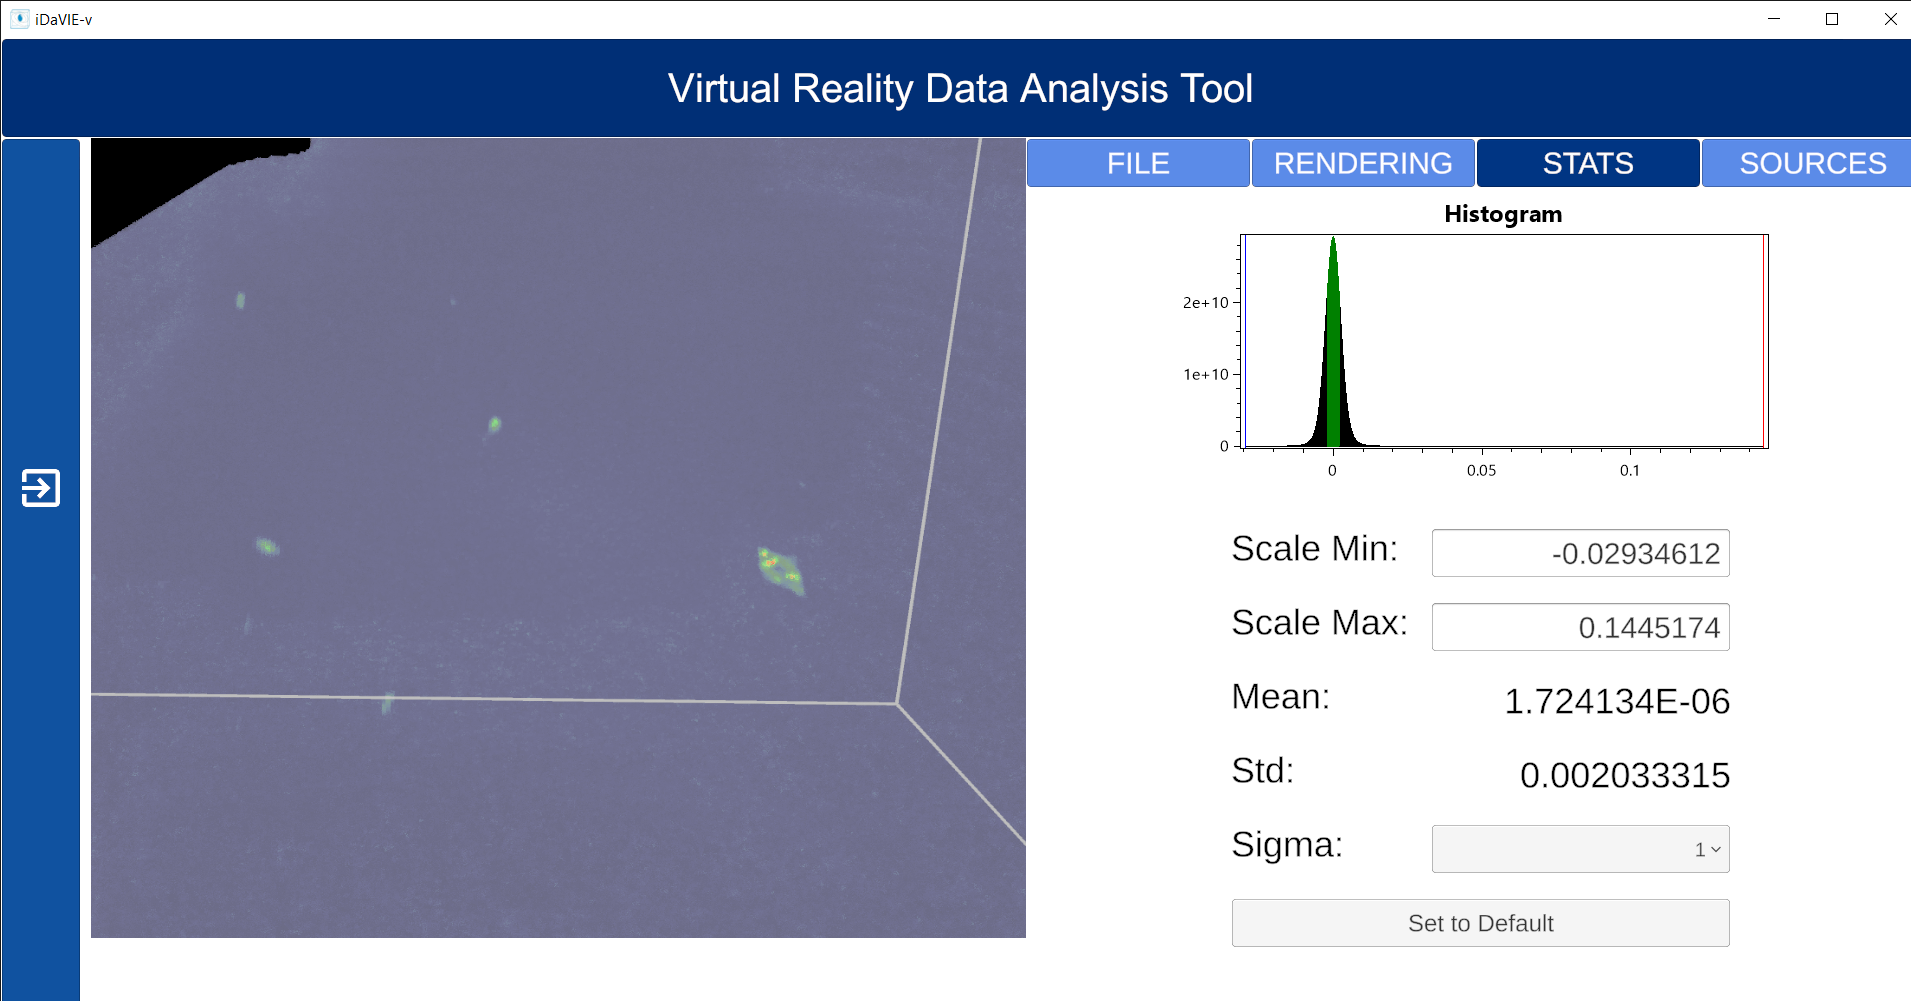 iDaVIE-v
Virtual Reality Data Analysis Tool
FILE RENDERING STATS SOURCES
Histogram
2e+10
1e+10
0
0 0.05 0.1
Scale Min: -0.02934612
Scale Max: 0.1445174
Mean: 1.724134E-06
Std: 0.002033315
Sigma: 1
Set to Default